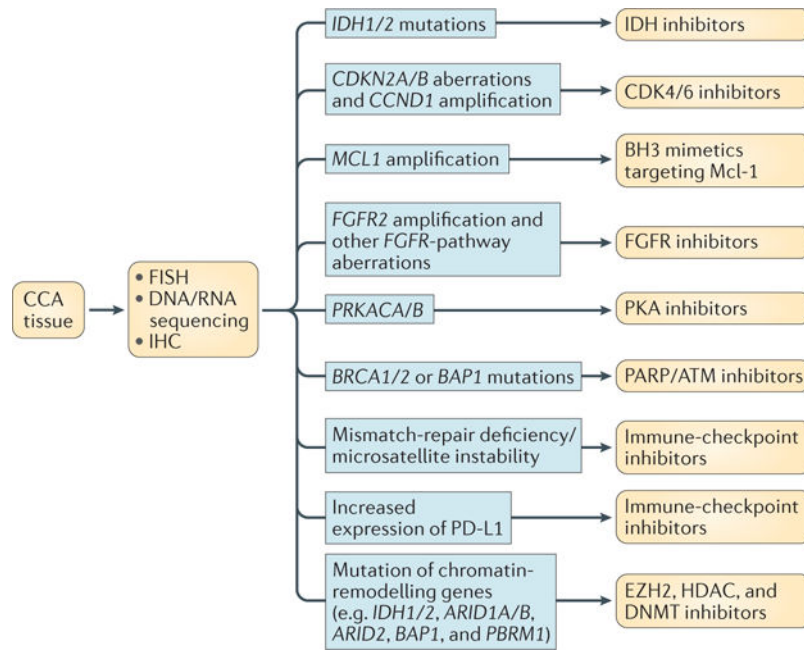 CCA
tissue
• FISH
• DNA/RNA
sequencing
• IHC
IDH1/2 mutations
IDH inhibitors
CDKN2A/B aberrations
and CCND1 amplification
CDK4/6 inhibitors
MCL1 amplification
BH3 mimetics
targeting Mcl-1
FGFR2 amplification and
other FGFR-pathway
aberrations
FGFR inhibitors
PRKACA/B
PKA inhibitors
BRCA1/2 or BAP1 mutations
PARP/ATM inhibitors
Mismatch-repair deficiency/
microsatellite instability
Immune-checkpoint
inhibitors
Increased
expression of PD-L1
Immune-checkpoint
inhibitors
Mutation of chromatin-
remodelling genes
(e.g. IDH1/2, ARID1A/B,
ARID2, BAP1, and PBRM1)
EZH2, HDAC, and
DNMT inhibitors